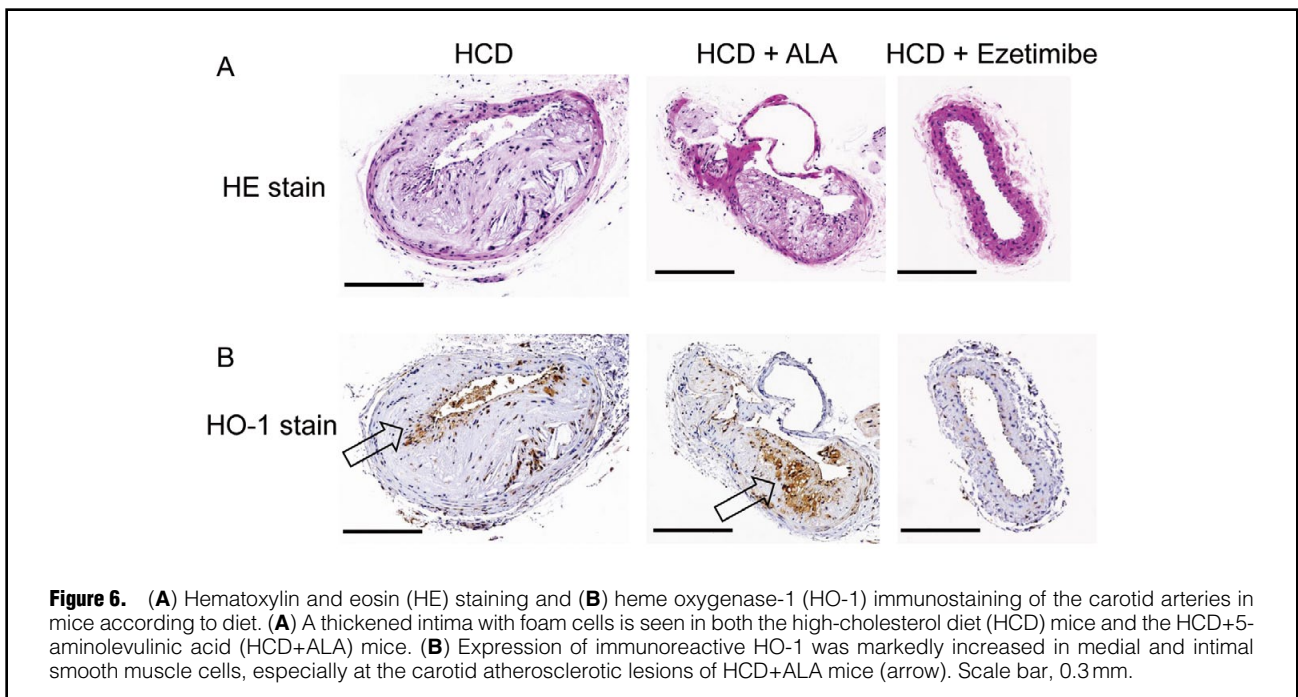 HCD
HCD + ALA
HCD + Ezetimibe
A
HE stain
B
HO-1 stain
Figure 6. (A) Hematoxylin and eosin (HE) staining and (B) heme oxygenase-1 (HO-1) immunostaining of the carotid arteries in
mice according to diet. (A) A thickened intima with foam cells is seen in both the high-cholesterol diet (HCD) mice and the HCD+5-
aminolevulinic acid (HCD+ALA) mice. (B) Expression of immunoreactive HO-1 was markedly increased in medial and intimal
smooth muscle cells, especially at the carotid atherosclerotic lesions of HCD+ALA mice (arrow). Scale bar, 0.3 mm.